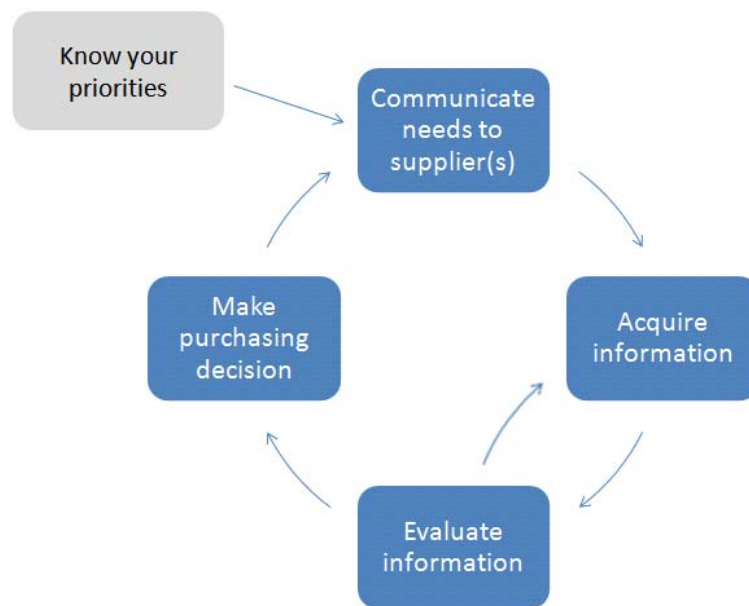 Know your
priorities
Communicate
needs to
supplier(s)
Make
purchasing
decision
Acquire
information
Evaluate
information